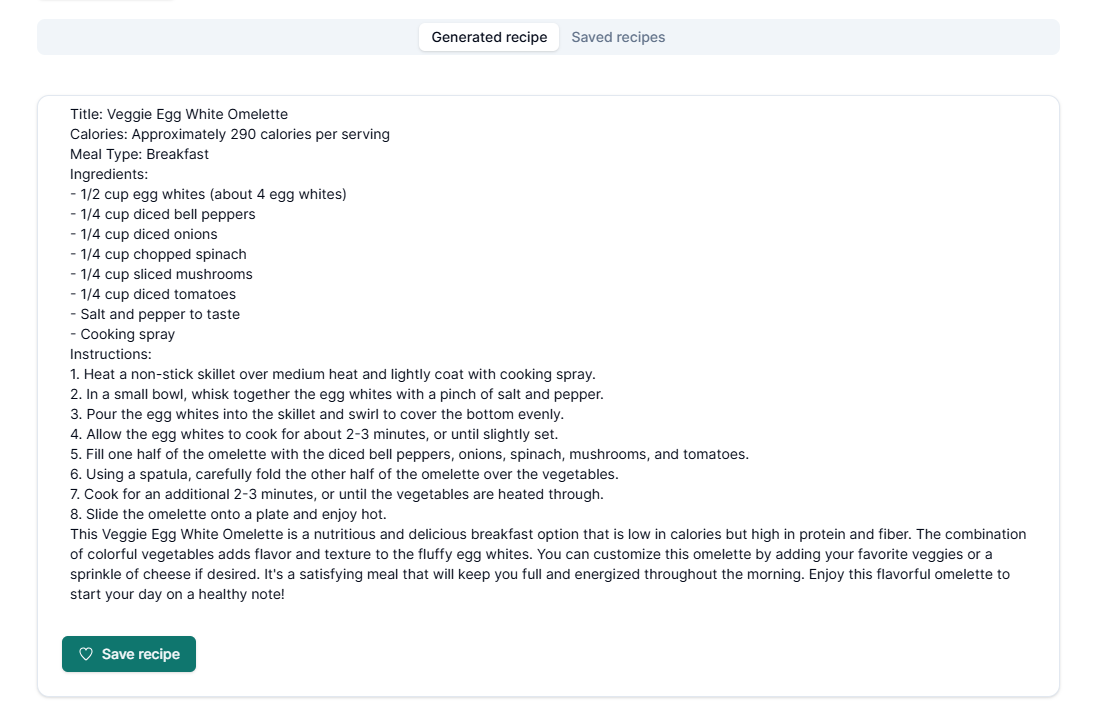 Generated recipe Saved recipes
Title: Veggie Egg White Omelette
Calories: Approximately 290 calories per serving
Meal Type: Breakfast
Ingredients:
- 1/2 cup egg whites (about 4 egg whites)
- 1/4 cup diced bell peppers
- 1/4 cup diced onions
- 1/4 cup chopped spinach
- 1/4 cup sliced mushrooms
- 1/4 cup diced tomatoes
- Salt and pepper to taste
- Cooking spray
Instructions:
1. Heat a non-stick skillet over medium heat and lightly coat with cooking spray.
2. In a small bowl, whisk together the egg whites with a pinch of salt and pepper.
3. Pour the egg whites into the skillet and swirl to cover the bottom evenly.
4. Allow the egg whites to cook for about 2-3 minutes, or until slightly set.
5. Fill one half of the omelette with the diced bell peppers, onions, spinach, mushrooms, and tomatoes.
6. Using a spatula, carefully fold the other half of the omelette over the vegetables.
7. Cook for an additional 2-3 minutes, or until the vegetables are heated through.
8. Slide the omelette onto a plate and enjoy hot.
This Veggie Egg White Omelette is a nutritious and delicious breakfast option that is low in calories but high in protein and fiber. The combination
of colorful vegetables adds flavor and texture to the fluffy egg whites. You can customize this omelette by adding your favorite veggies or a
sprinkle of cheese if desired. It's a satisfying meal that will keep you full and energized throughout the morning. Enjoy this flavorful omelette to
start your day on a healthy note!
Save recipe